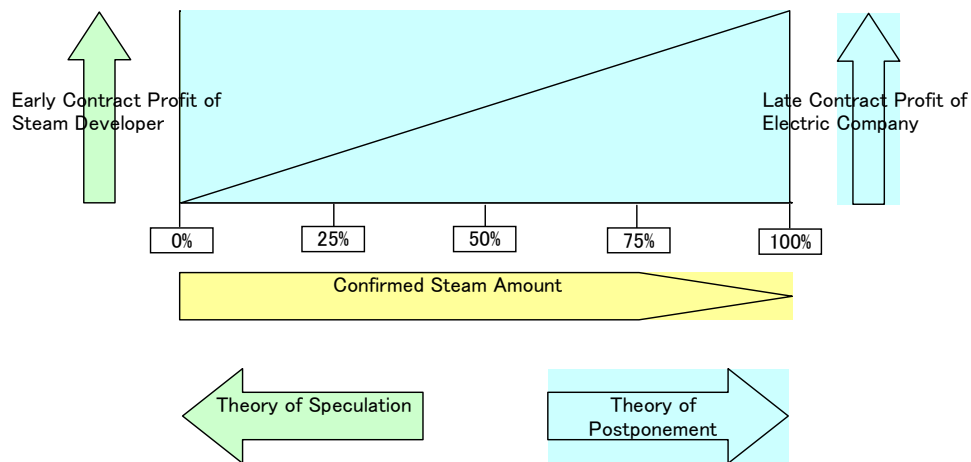 Early Contract Profit of
Steam Developer
Late Contract Profit of
Electric Company
0%
25%
50%
75%
100%
Confirmed Steam Amount
Theory of Speculation
Theory of
Postponement